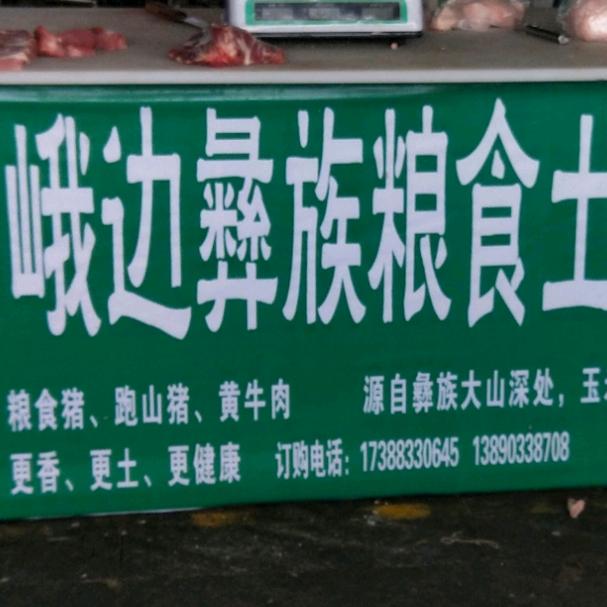 峨边彝族粮食土
粮食猪、跑山猪、黄牛肉 源自彝族大山深处，玉
更香、更土、更健康 订购电话：17388330645 13890338708